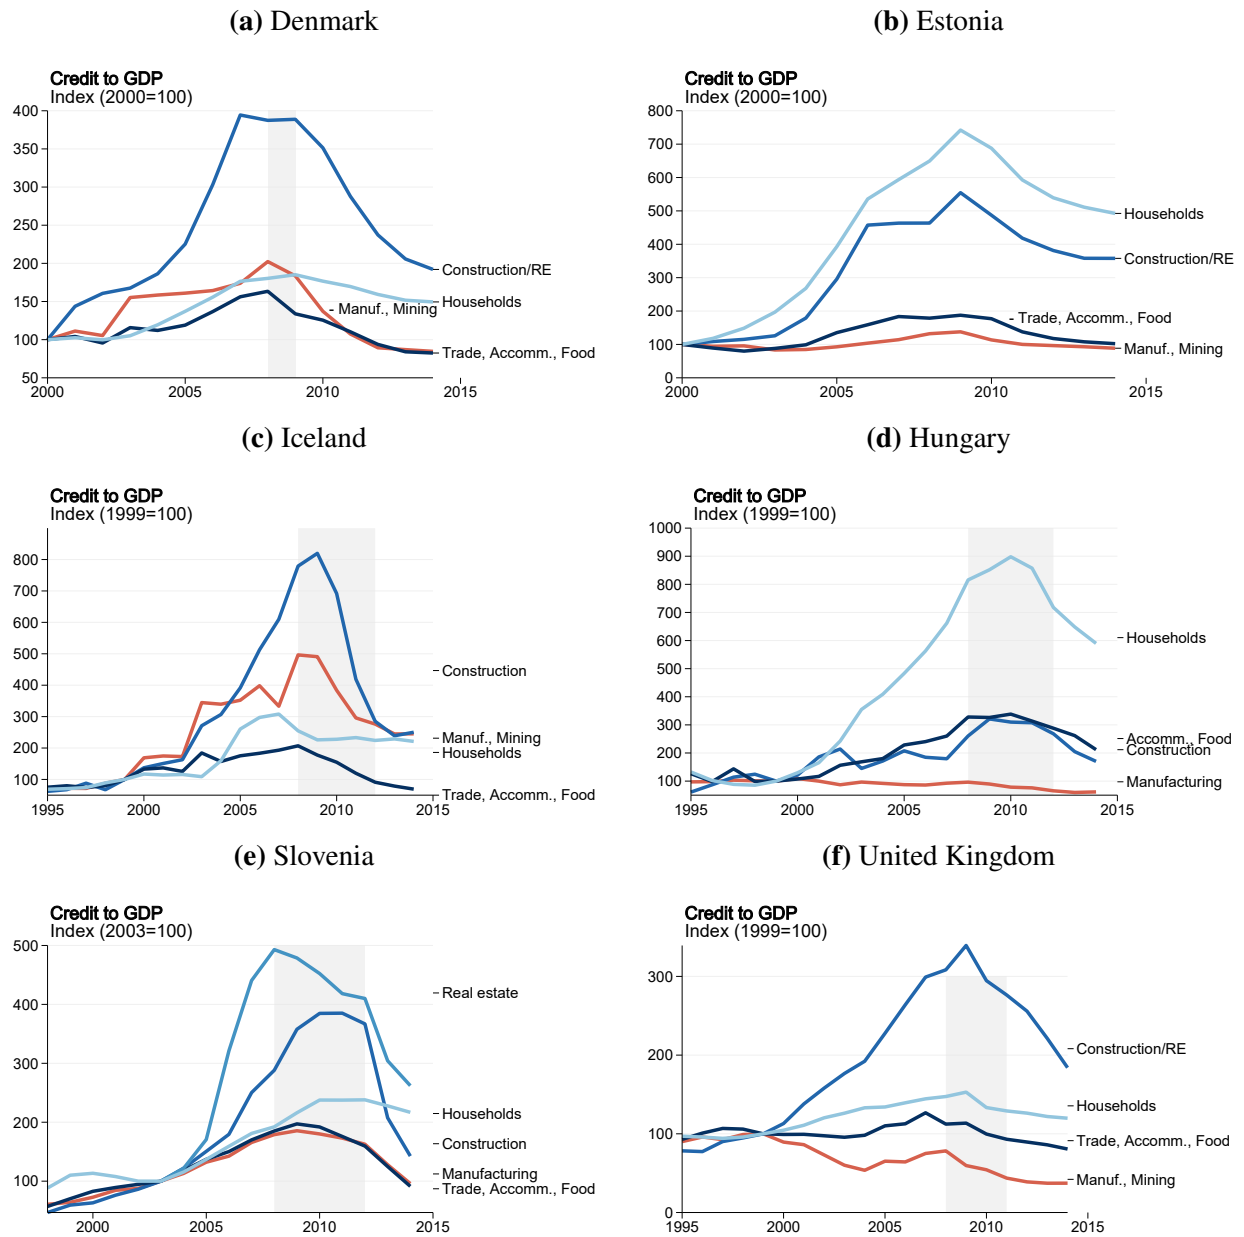 (a) Denmark
Credit to GDP
Index (2000=100)
400
350
300
250
200
150
100
50
2000
2005
2010
2015
Construction/RE
Households
Manuf., Mining
Trade, Accomm., Food
(b) Estonia
Credit to GDP
Index (2000=100)
800
700
600
500
400
300
200
100
0
2000
2005
2010
2015
Households
Construction/RE
Trade, Accomm., Food
Manuf., Mining
(c) Iceland
Credit to GDP
Index (1999=100)
800
700
600
500
400
300
200
100
1995
2000
2005
2010
2015
Construction
Manuf., Mining
Households
Trade, Accomm., Food
(d) Hungary
Credit to GDP
Index (1999=100)
1000
900
800
700
600
500
400
300
200
100
1995
2000
2005
2010
2015
Households
Accomm., Food
Construction
Manufacturing
(e) Slovenia
Credit to GDP
Index (2003=100)
500
400
300
200
100
2000
2005
2010
2015
Real estate
Households
Construction
Manufacturing
Trade, Accomm., Food
(f) United Kingdom
Credit to GDP
Index (1999=100)
300
200
100
0
1995
2000
2005
2010
2015
Construction/RE
Households
Trade, Accomm., Food
Manuf., Mining